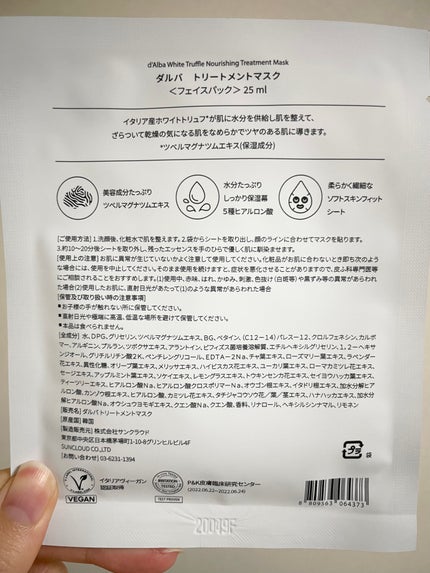 d'Alba White Truffle Nourishing Treatment Mask
ダルバ トリートメントマスク
＜フェイスパック＞ 25 ml
イタリア産ホワイトトリュフ*が肌に水分を供給し肌を整えて、
ざらついて乾燥の気になる肌をなめらかでツヤのある肌に導きます。
*ツベルマグナツムエキス(保湿成分)
美容成分たっぷり
ツベルマグナツムエキス
水分たっぷり
しっかり保湿幕
5種ヒアルロン酸
柔らかく繊細な
ソフトスキンフィット
シート
[ご使用方法] 1.洗顔後、化粧水で肌を整えます。2.袋からシートを取り出し、顔のラインに合わせてマスクを貼ります。
3.約10～20分後シートを取り外し、残ったエッセンスを手のひらで優しく肌に馴染ませます。
[使用上の注意] お肌に異常が生じていないかよく注意して使用してください。化粧品がお肌に合わないとき即ち次のよう
な場合には、使用を中止してください。そのまま使用を続けますと、症状を悪化させることがありますので、皮ふ科専門医等
にご相談されることをおすすめします。(1)使用中、赤味、はれ、かゆみ、刺激、色抜け(白斑等)や黒ずみ等の異常があらわれ
た場合(2)使用したお肌に、直射日光があたって(1)のような異常があらわれた場合
[保管及び取扱い時の注意事項]
●お子様の手が触れない所に保管してください。
●直射日光や極端に高温、低温な場所を避けて保管してください。
●本品は食べられません。
[全成分] 水、DPG、グリセリン、ツベルマグナツムエキス、BG、ベタイン、(C12-14)パレス-12、クロルフェネシン、カルボ
マー、アルギニン、プルラン、ツボクサエキス、アラントイン、ビフィズス菌培養溶解質、エチルヘキシルグリセリン、1,2-ヘキサ
ンジオール、グリチルリチン酸2K、ペンチレングリコール、EDTA-2Na、チャ葉エキス、ローズマリー葉エキス、ラベンダー
花エキス、異性化糖、オリーブ葉エキス、メリッサエキス、ハイビスカス花エキス、ユーカリ葉エキス、ローマカミツレ花エキス、
セージエキス、アップルミント葉エキス、ソケイエキス、レモングラスエキス、トウキンセンカ花エキス、セイヨウハッカ葉エキス、
ティーツリーエキス、ヒアルロン酸Na、ヒアルロン酸クロスポリマーNa、オウゴン根エキス、イタドリ根エキス、加水分解ヒア
ルロン酸、カンゾウ根エキス、ヒアルロン酸、カミツレ花エキス、タチジャコウソウ花/葉/茎エキス、ハナハッカエキス、加水分
解ヒアルロン酸Na、オウシュウヨモギエキス、クエン酸Na、クエン酸、香料、リナロール、ヘキシルシンナマル、リモネン
[販売名] ダルバトリートメントマスク
[原産国] 韓国
[製造販売元] 株式会社サンクラウド
東京都中央区日本橋茅場町1-10-8グリンヒルビル4F
SUNCLOUD CO.,LTD
[お問い合わせ] 03-6231-1394
プラ
袋
VEGAN
イタリアヴィーガン
認証取得
IRRITATION
TESTED
TEST PROVEN
P&K皮膚臨床研究センター
(2022.06.22~2022.06.24)
8 809563 064373
20049F